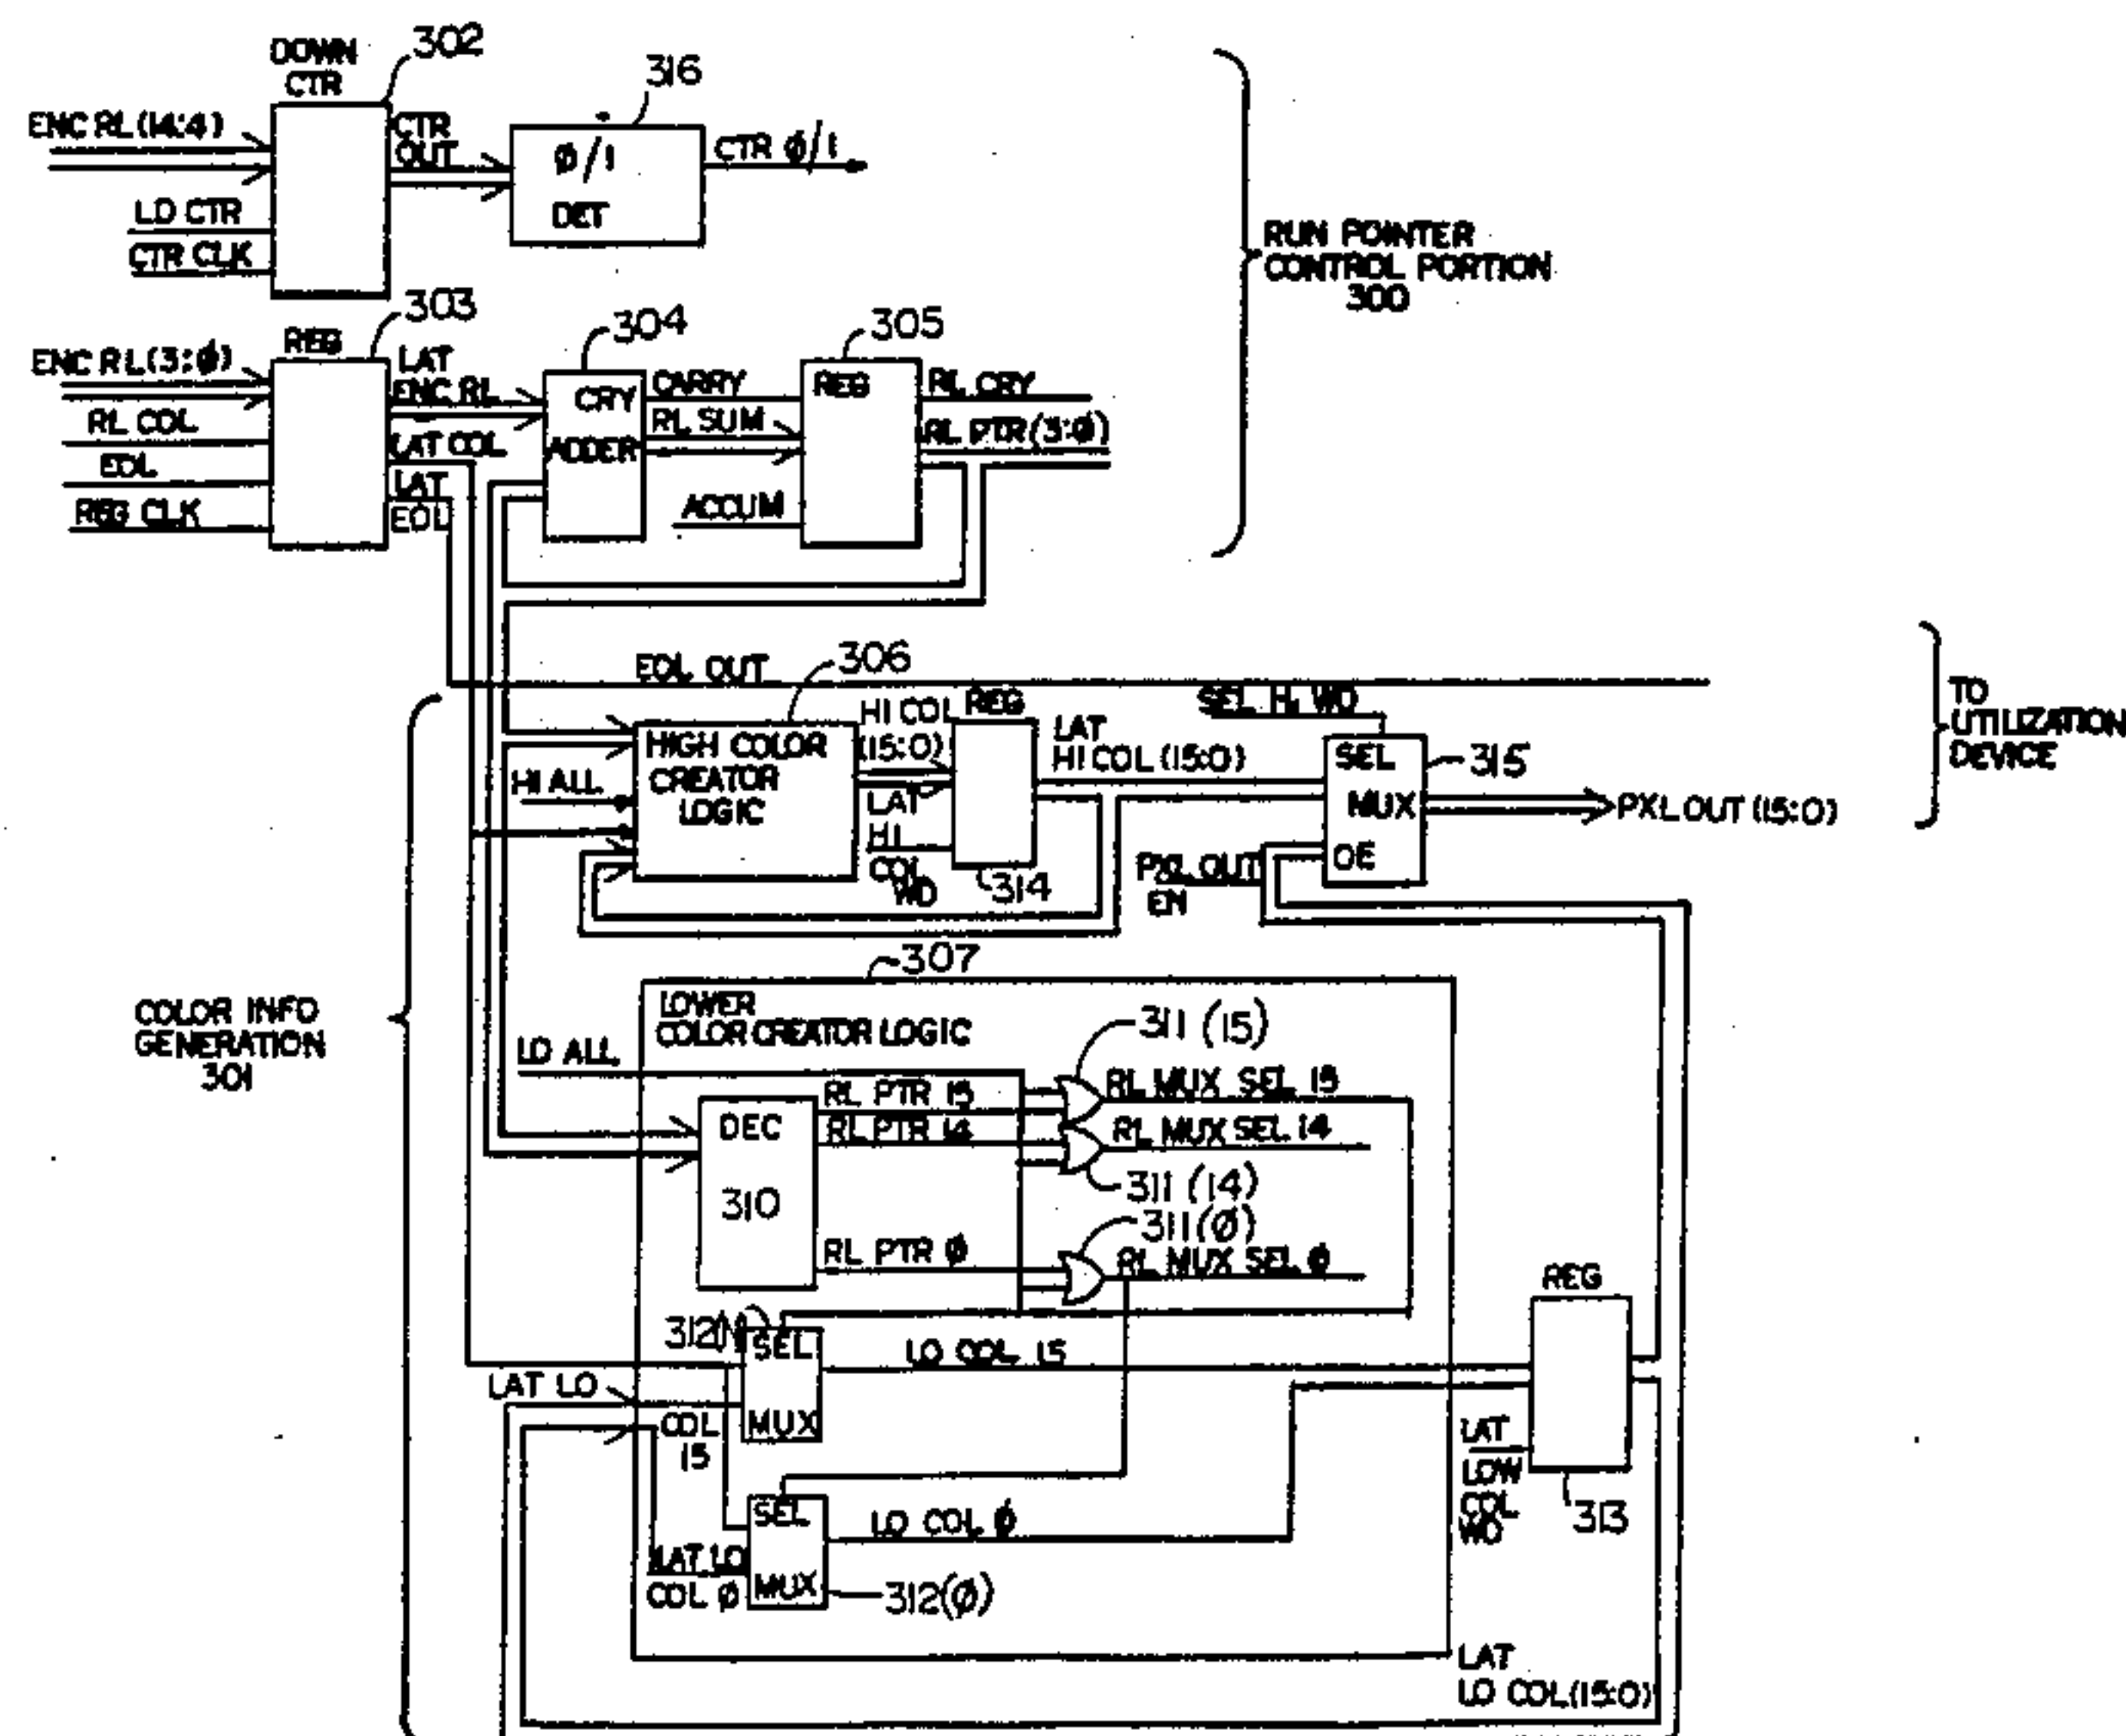 DOWN
CTR
302
316
ENC RL(14:4)
CTR
OUT
Ø/1
DET
CTR Ø/1
LD CTR
CTR CLK
RUN POINTER
CONTROL PORTION
300
303
304
305
REG
ENC RL(3:Ø)
LAT
ENC RL
CRY
ADDER
CARRY
RL SUM
REG
RL CRY
RL PTR(3:Ø)
RL COL
LAT COL
EOL
LAT
EOL
REG CLK
ACCUM
EOL OUT
306
SEL HI WD
TO
UTILIZATION
DEVICE
HIGH COLOR
CREATOR
LOGIC
HI ALL
HI COL
(15:0)
REG
LAT
HI COL (15:0)
SEL
MUX
OE
315
PXL OUT (15:0)
LAT
HI
COL
WD
314
PXL OUT
EN
307
COLOR INFO
GENERATION
301
LOWER
COLOR CREATOR LOGIC
LO ALL
311 (15)
RL PTR 15
RL MUX SEL 15
DEC
310
RL PTR 14
RL MUX SEL 14
311 (14)
311(Ø)
RL PTR Ø
RL MUX SEL Ø
REG
SEL
MUX
LO COL 15
LAT LO
COL
15
LAT
LOW
COL
WD
313
SEL
MUX
LO COL Ø
LAT LO
COL Ø
312(Ø)
LAT
LO COL(15:0)